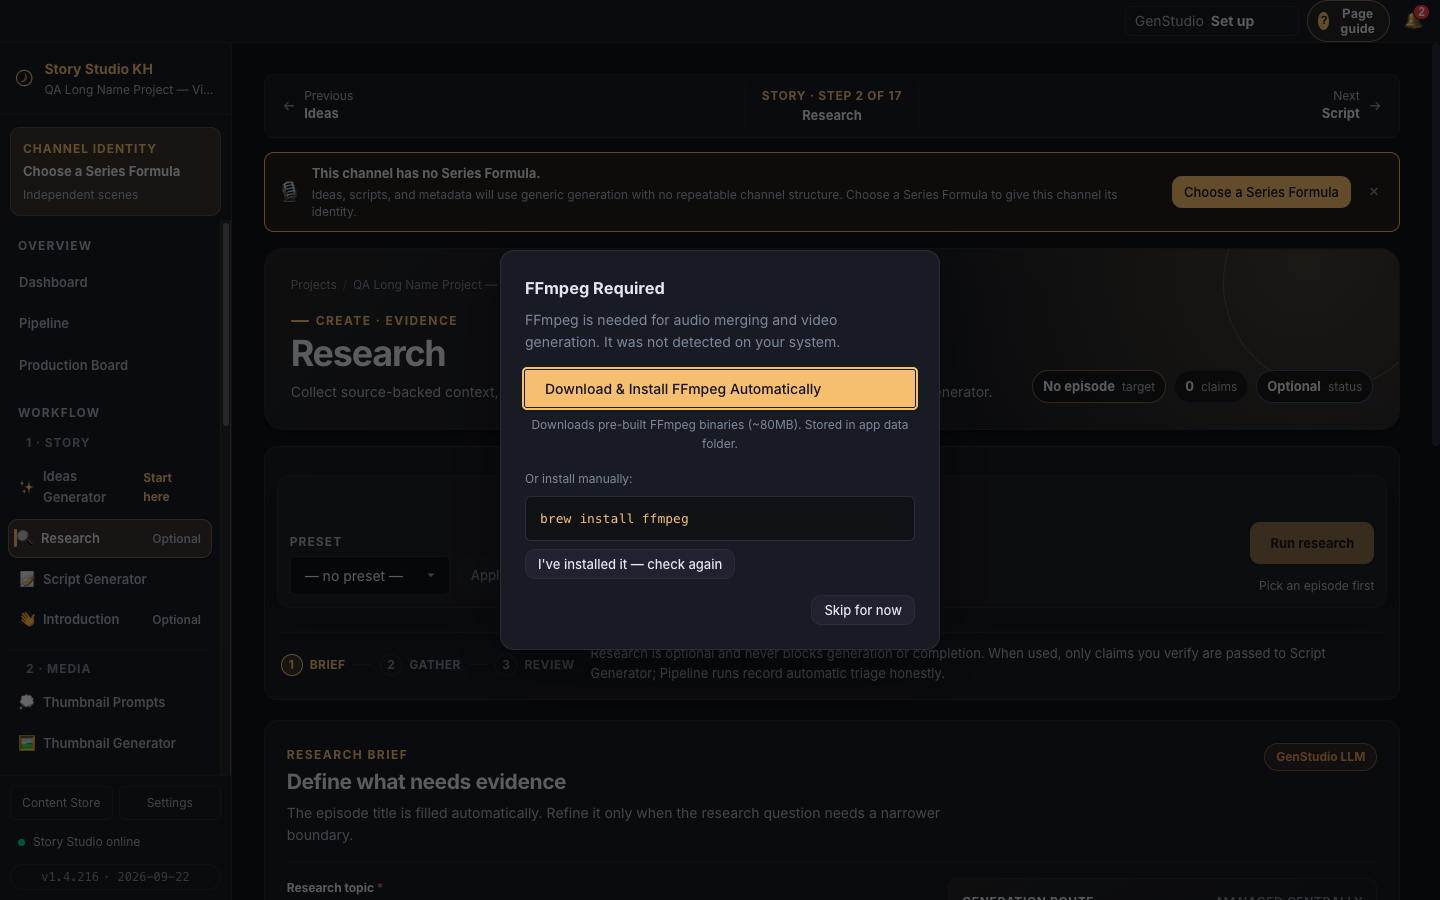 GenStudio Set up
? Page guide
2
Story Studio KH
QA Long Name Project — Vi...
CHANNEL IDENTITY
Choose a Series Formula
Independent scenes
OVERVIEW
Dashboard
Pipeline
Production Board
WORKFLOW
1 · STORY
Ideas Generator Start here
Research Optional
Script Generator
Introduction Optional
2 · MEDIA
Thumbnail Prompts
Thumbnail Generator
Content Store Settings
Story Studio online
v1.4.216 · 2026-09-22
← Previous
Ideas
STORY · STEP 2 OF 17
Research
Next →
Script
This channel has no Series Formula.
Ideas, scripts, and metadata will use generic generation with no repeatable channel structure. Choose a Series Formula to give this channel its
identity.
Choose a Series Formula ×
Projects / QA Long Name Project —
CREATE · EVIDENCE
Research
Collect source-backed context,
No episode target 0 claims Optional status
FFmpeg Required
FFmpeg is needed for audio merging and video
generation. It was not detected on your system.
Download & Install FFmpeg Automatically
Downloads pre-built FFmpeg binaries (~80MB). Stored in app data
folder.
Or install manually:
brew install ffmpeg
I've installed it — check again
Skip for now
PRESET
— no preset —
Run research
Pick an episode first
1 BRIEF 2 GATHER 3 REVIEW
Research is optional and never blocks generation or completion. When used, only claims you verify are passed to Script
Generator; Pipeline runs record automatic triage honestly.
RESEARCH BRIEF
Define what needs evidence
GenStudio LLM
The episode title is filled automatically. Refine it only when the research question needs a narrower
boundary.
Research topic *
GENERATION ROUTE MANAGED CENTRALLY